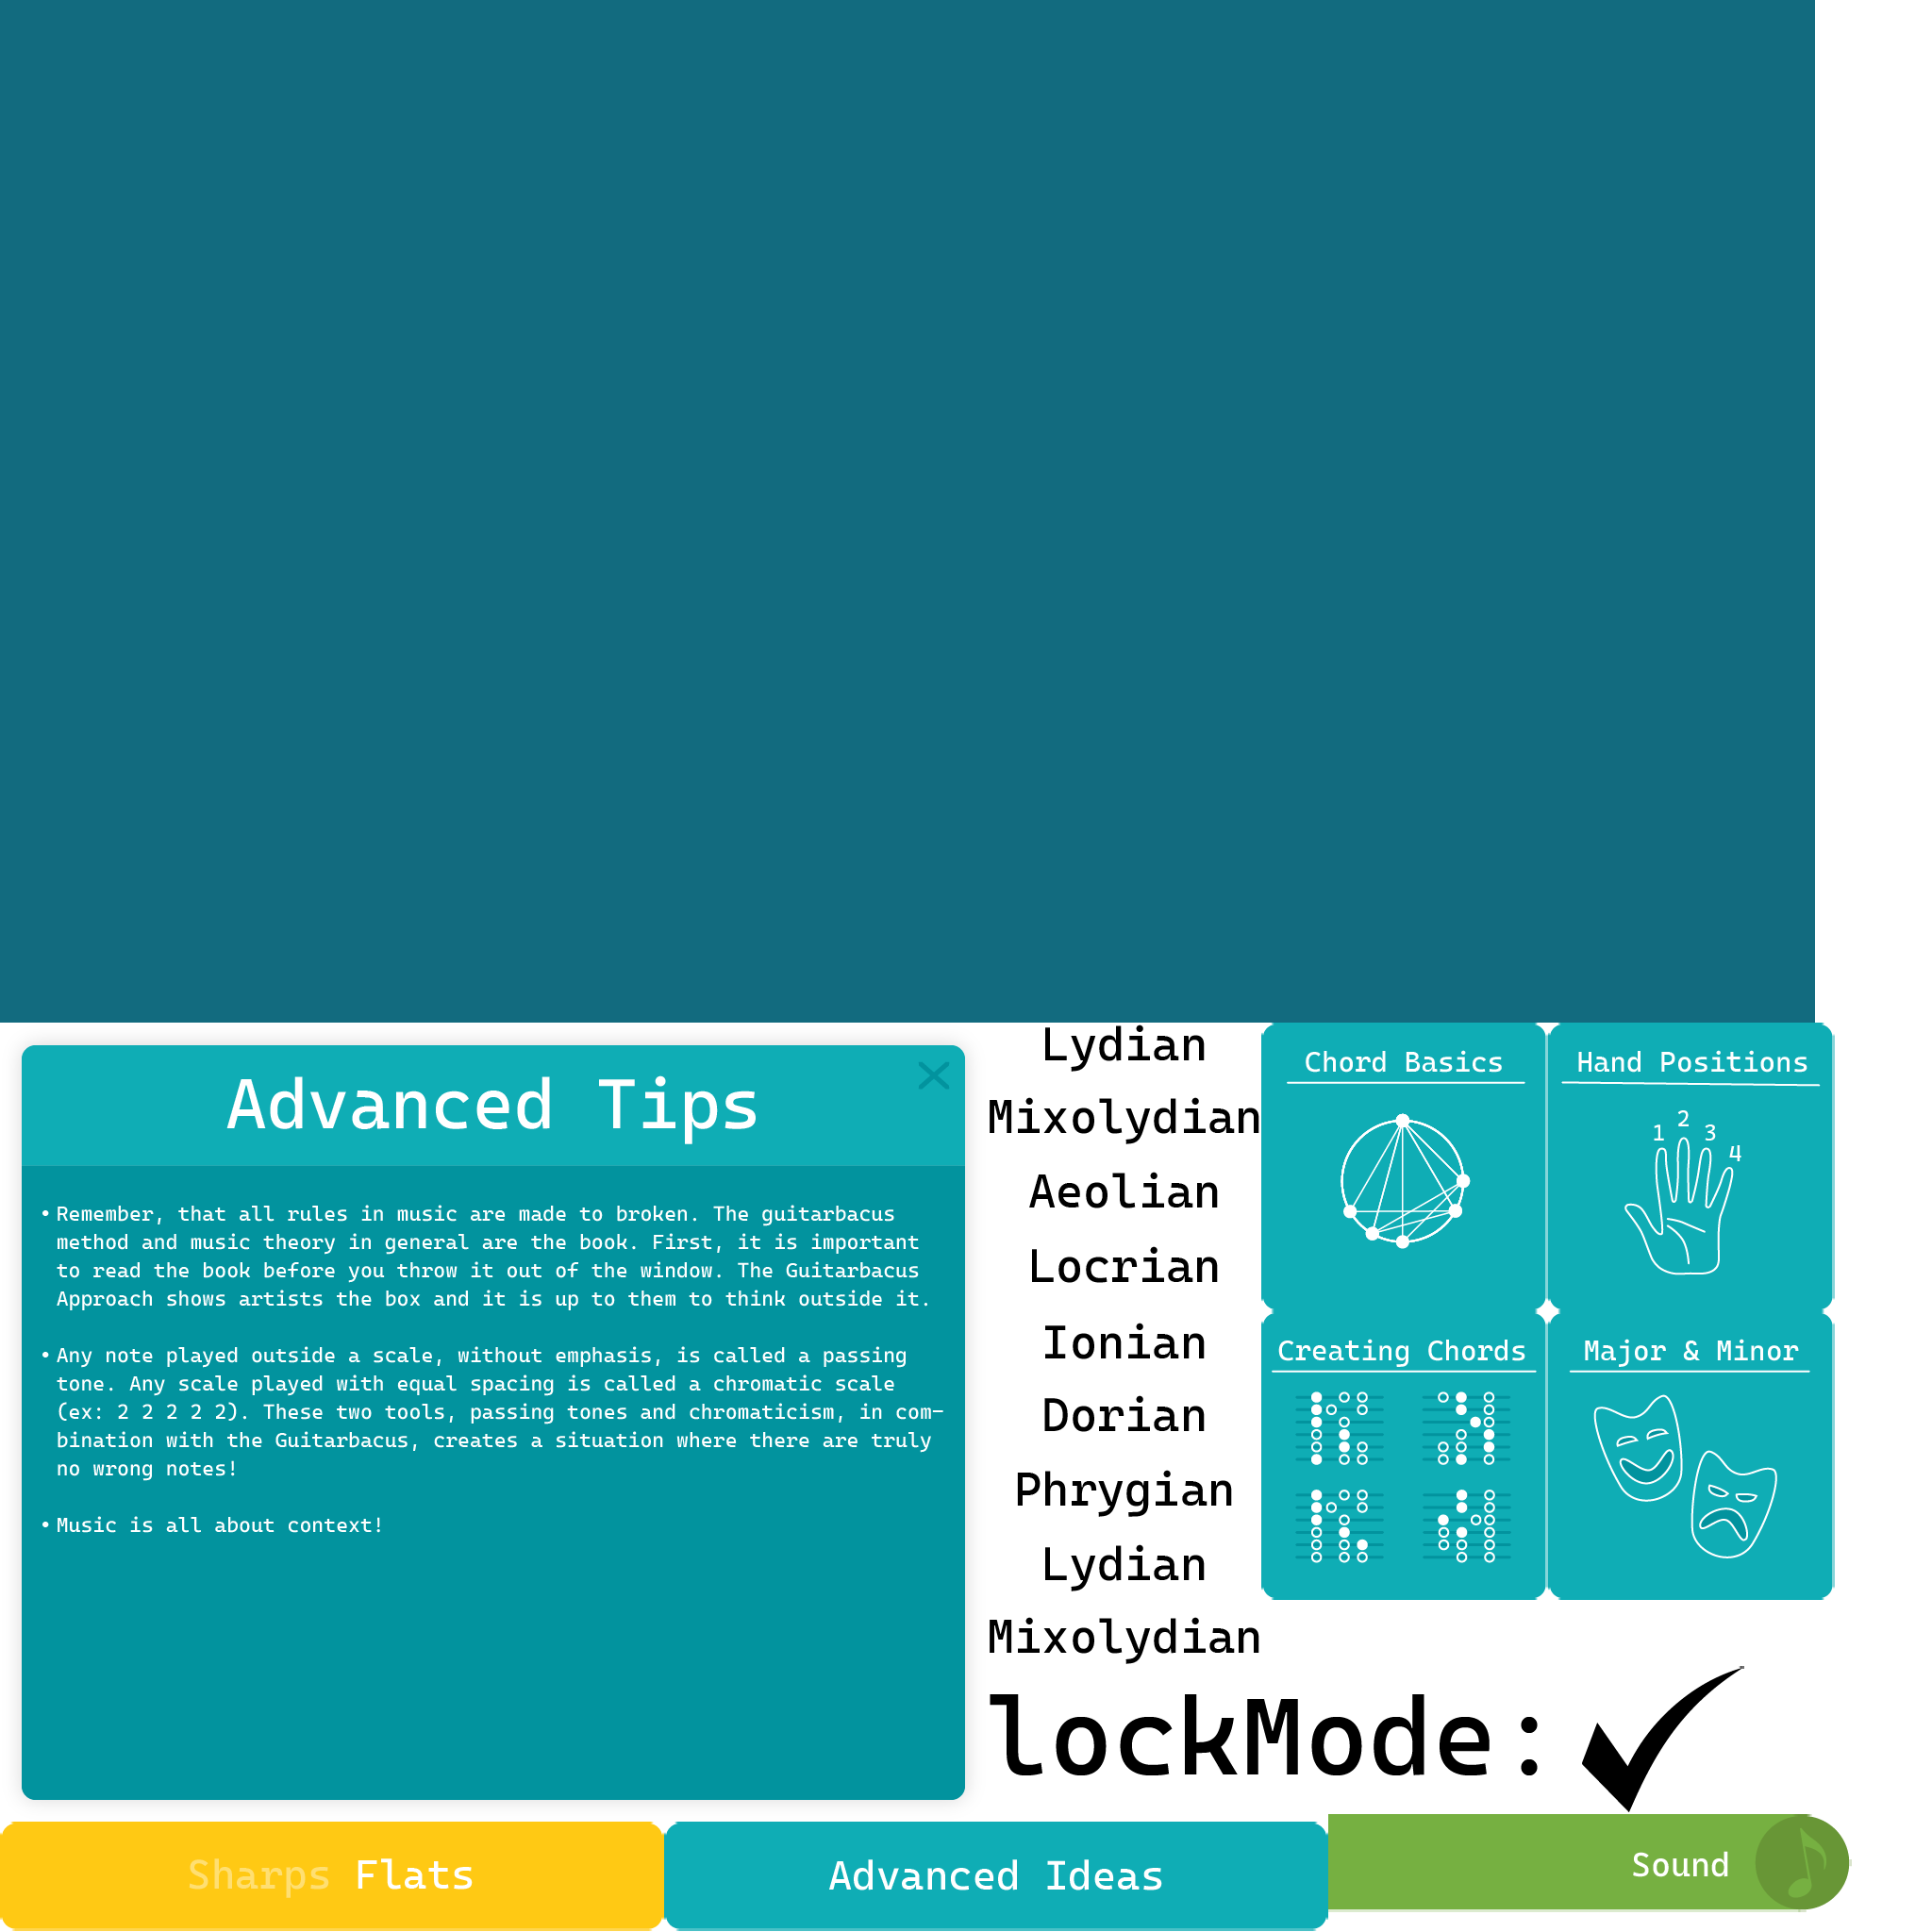 Advanced Tips
• Remember, that all rules in music are made to broken. The guitarbacus
method and music theory in general are the book. First, it is important
to read the book before you throw it out of the window. The Guitarbacus
Approach shows artists the box and it is up to them to think outside it.
• Any note played outside a scale, without emphasis, is called a passing
tone. Any scale played with equal spacing is called a chromatic scale
(ex: 2 2 2 2 2). These two tools, passing tones and chromaticism, in com-
bination with the Guitarbacus, creates a situation where there are truly
no wrong notes!
• Music is all about context!
Lydian
Mixolydian
Aeolian
Locrian
Ionian
Dorian
Phrygian
Lydian
Mixolydian
Chord Basics
Hand Positions
1 2 3 4
Creating Chords
Major & Minor
lockMode:
Sharps Flats
Advanced Ideas
Sound